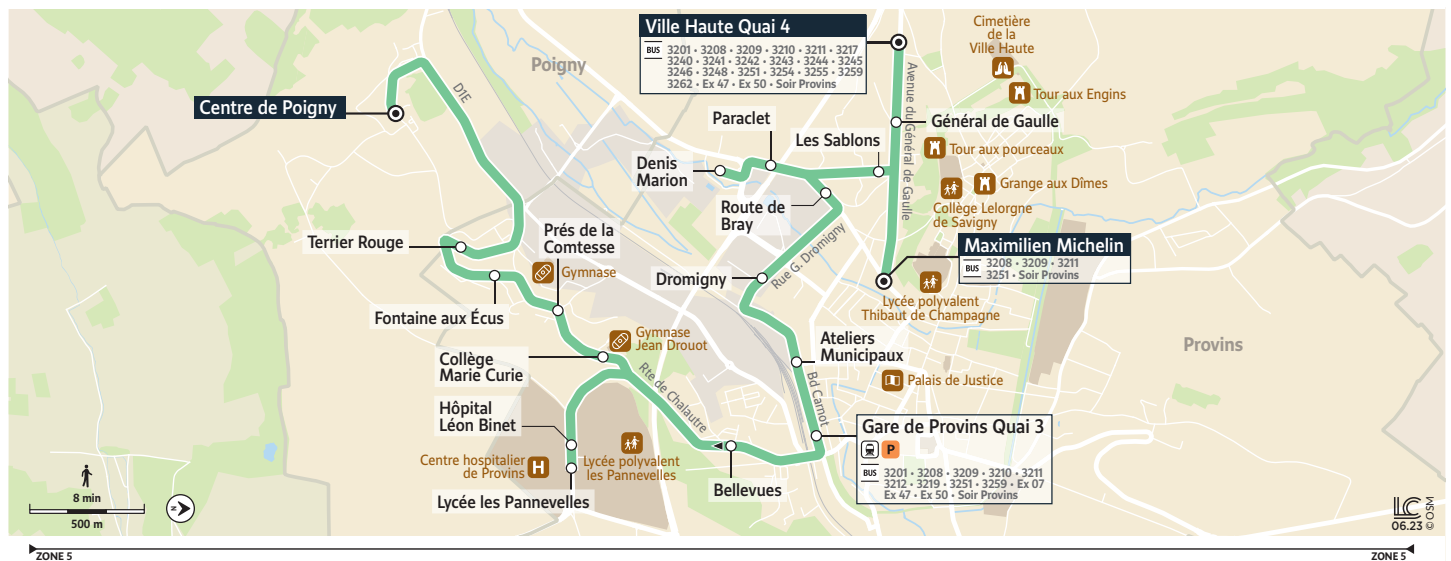 Ville Haute Quai 4
BUS
3201 • 3208 • 3209 • 3210 • 3211 • 3217
3240 • 3241 • 3242 • 3243 • 3244 • 3245
3246 • 3248 • 3251 • 3254 • 3255 • 3259
3262 • Ex 47 • Ex 50 • Soir Provins
Cimetière
de la
Ville Haute
Tour aux Engins
Poigny
D1E
Centre de Poigny
Avenue du Général de Gaulle
Général de Gaulle
Paraclet
Les Sablons
Tour aux pourceaux
Denis
Marion
Grange aux Dîmes
Collège Lelorgne
de Savigny
Route de
Bray
Prés de la
Comtesse
Terrier Rouge
Gymnase
Rue G. Dromigny
Dromigny
Maximilien Michelin
BUS
3208 • 3209 • 3211
3251 • Soir Provins
Lycée polyvalent
Thibaut de Champagne
Fontaine aux Écus
Gymnase
Jean Drouot
Ateliers
Municipaux
Provins
Collège
Marie Curie
Rte de Chalautre
Bd Carnot
Palais de Justice
Hôpital
Léon Binet
Gare de Provins Quai 3
P
BUS
3201 • 3208 • 3209 • 3210 • 3211
3212 • 3219 • 3251 • 3259 • Ex 07
Ex 47 • Ex 50 • Soir Provins
Centre hospitalier
de Provins
H
Lycée polyvalent
les Pannevelles
Bellevues
Lycée les Pannevelles
8 min
500 m
N
LC
06.23
© OSM
ZONE 5
ZONE 5